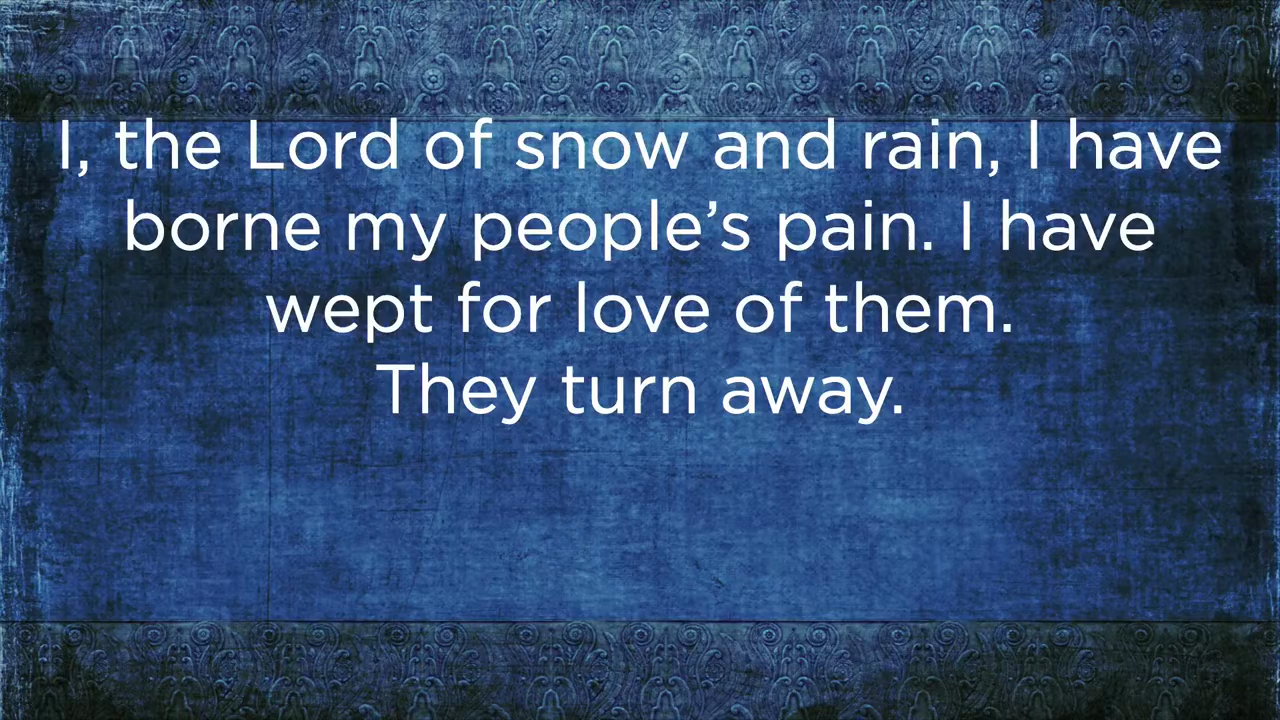 I, the Lord of snow and rain, I have
borne my people’s pain. I have
wept for love of them.
They turn away.